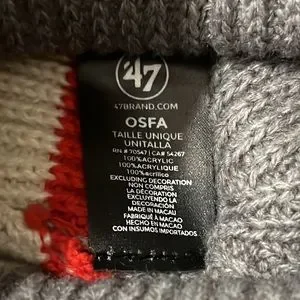 47
47BRAND.COM
OSFA
TAILLE UNIQUE
UNITALLA
RN # 70547 | CA# 54267
100%ACRYLIC
100%ACRYLIQUE
100%acrílico
EXCLUDING DECORATION
NON COMPRIS
LA DÉCORATION
EXCLUYENDO LA
DECORACIÓN
MADE IN MACAU
FABRIQUÉ À MACAO
HECHO EN MACAO
CON INSUMOS IMPORTADOS